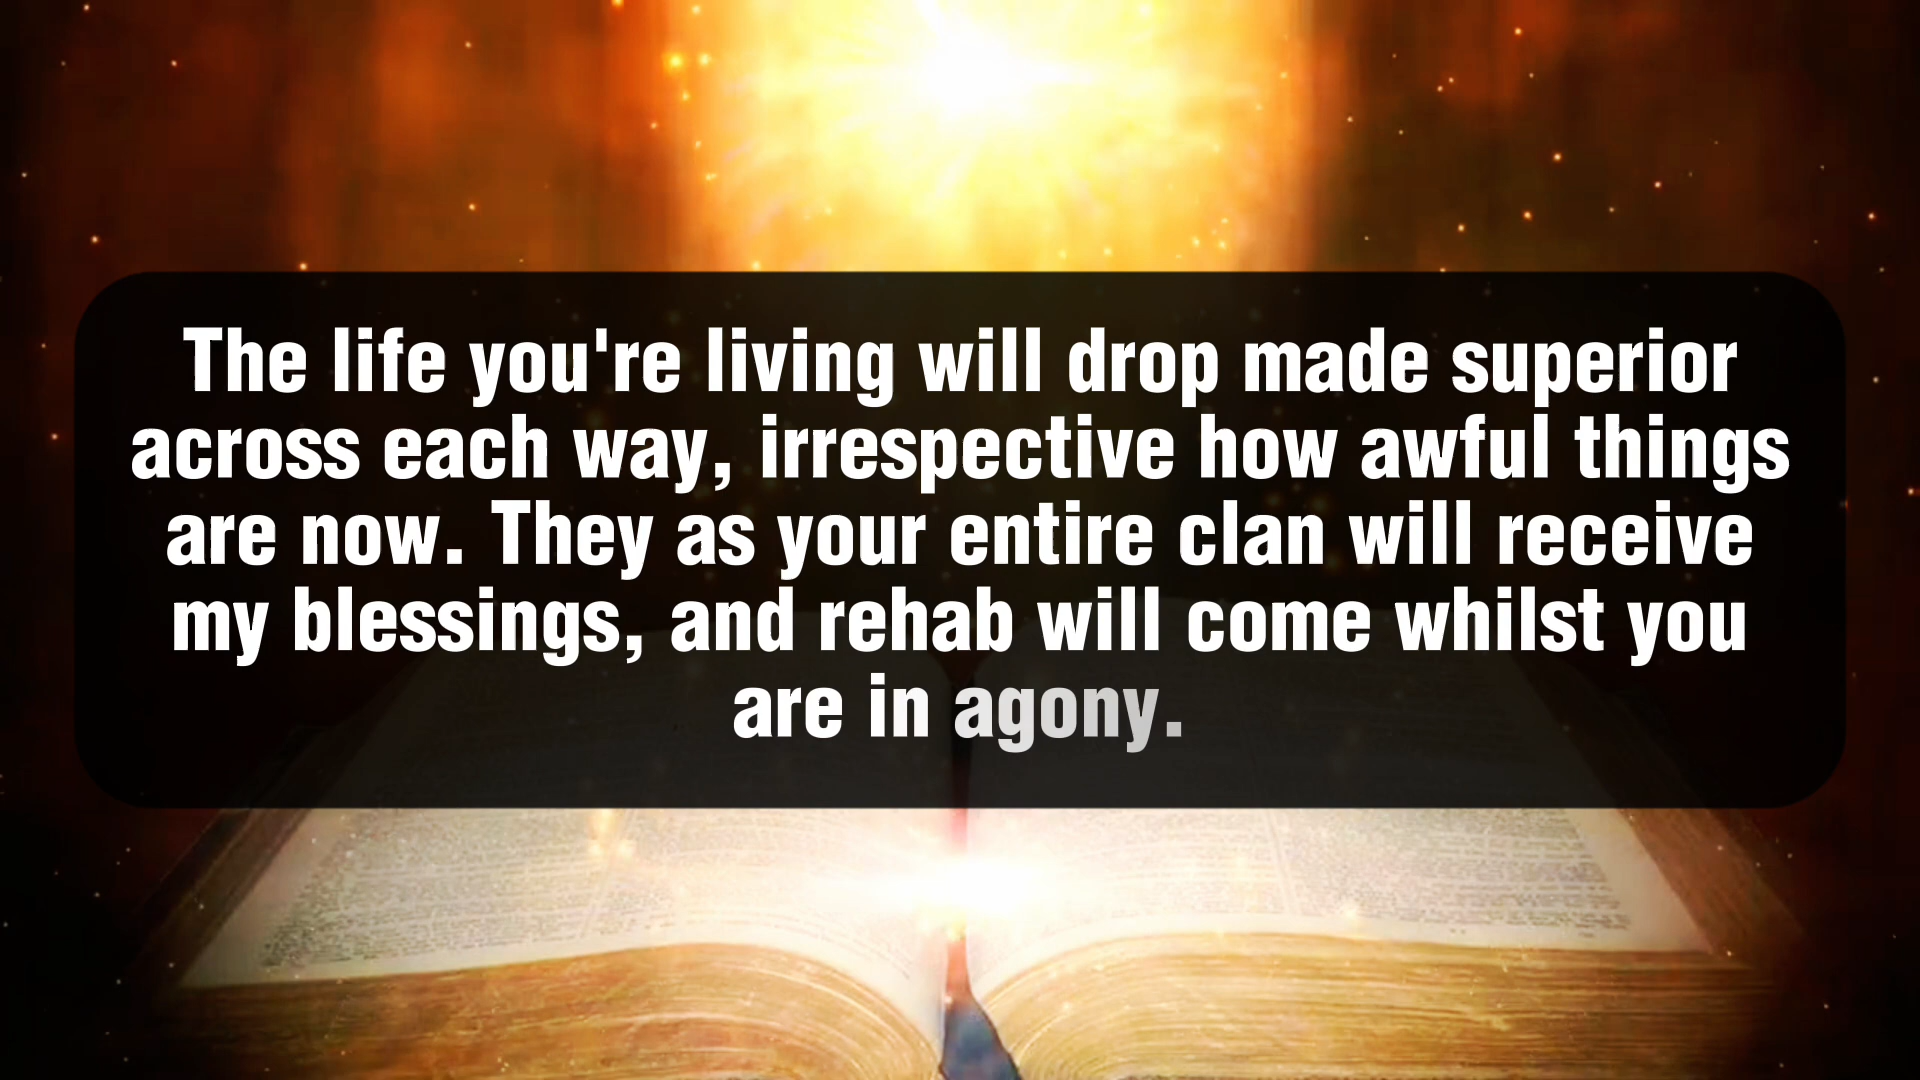 The life you're living will drop made superior
across each way, irrespective how awful things
are now. They as your entire clan will receive
my blessings, and rehab will come whilst you
are in agony.